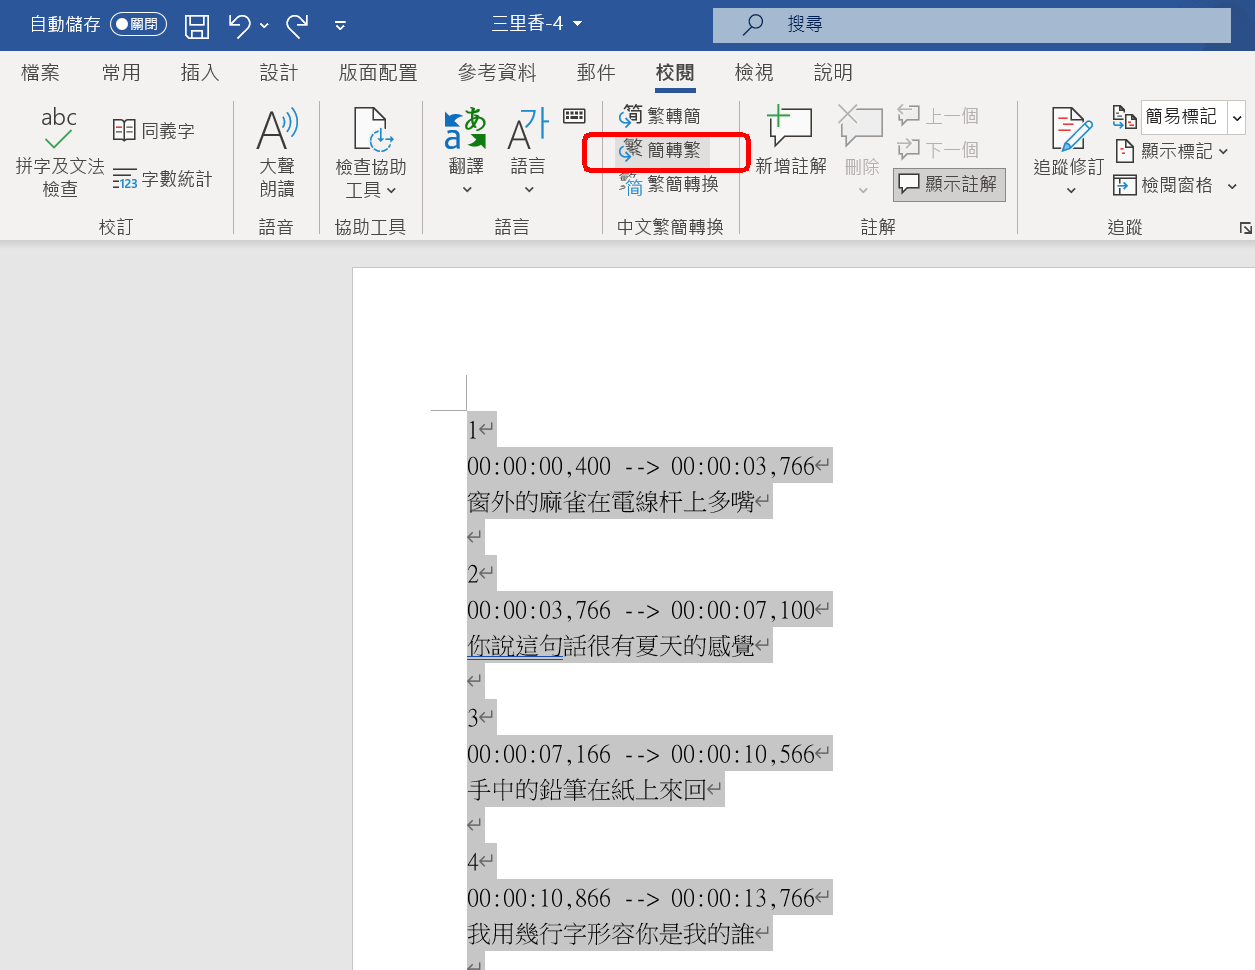 自動儲存 關閉 三里香-4 搜尋
檔案 常用 插入 設計 版面配置 參考資料 郵件 校閱 檢視 說明
abc
拼字及文法
檢查
同義字
123 字數統計
校訂
大聲
朗讀
語音
檢查協助
工具
協助工具
翻譯
語言
語言
繁轉簡
簡轉繁
繁簡轉換
中文繁簡轉換
新增註解
刪除
上一個
下一個
顯示註解
註解
追蹤修訂
簡易標記
顯示標記
檢閱窗格
追蹤
1
00:00:00,400 --> 00:00:03,766
窗外的麻雀在電線杆上多嘴
2
00:00:03,766 --> 00:00:07,100
你說這句話很有夏天的感覺
3
00:00:07,166 --> 00:00:10,566
手中的鉛筆在紙上來回
4
00:00:10,866 --> 00:00:13,766
我用幾行字形容你是我的誰